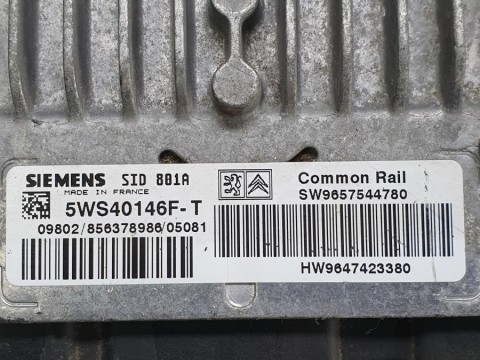 SIEMENS SID 801A
MADE IN FRANCE
5WS40146F-T
09802/856378986/05081
Common Rail
SW9657544780
HW9647423380